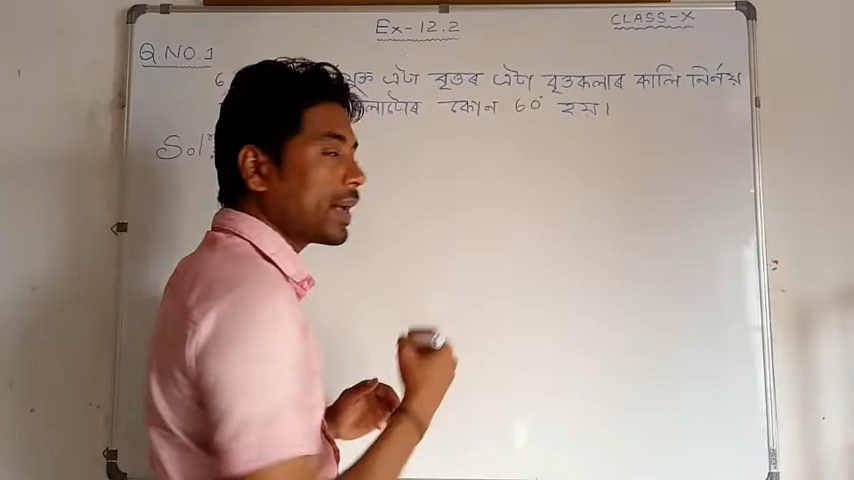 Ex-12.2
CLASS-X
Q NO.1
6 এটা বৃত্তৰ এটা বৃত্তকলাৰ কালি নিৰ্ণয়
কোন 60° হয়।
Sol